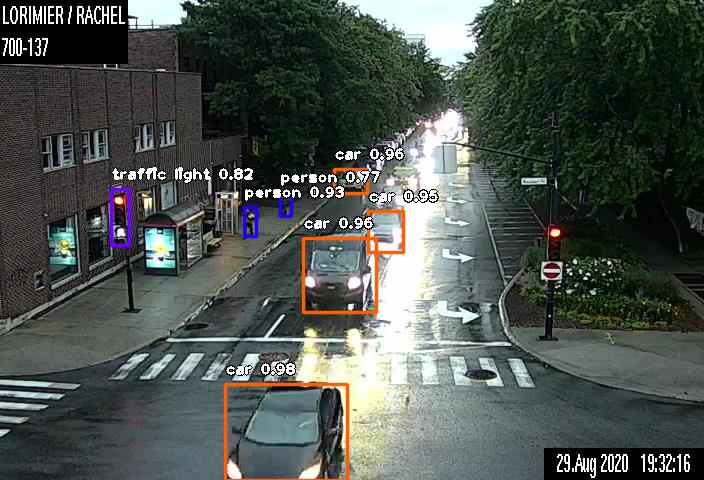 LORIMIER / RACHEL
700-137
car 0.96
traffic light 0.82
person 0.77
person 0.93
car 0.95
car 0.96
car 0.98
29.Aug 2020 19:32:16